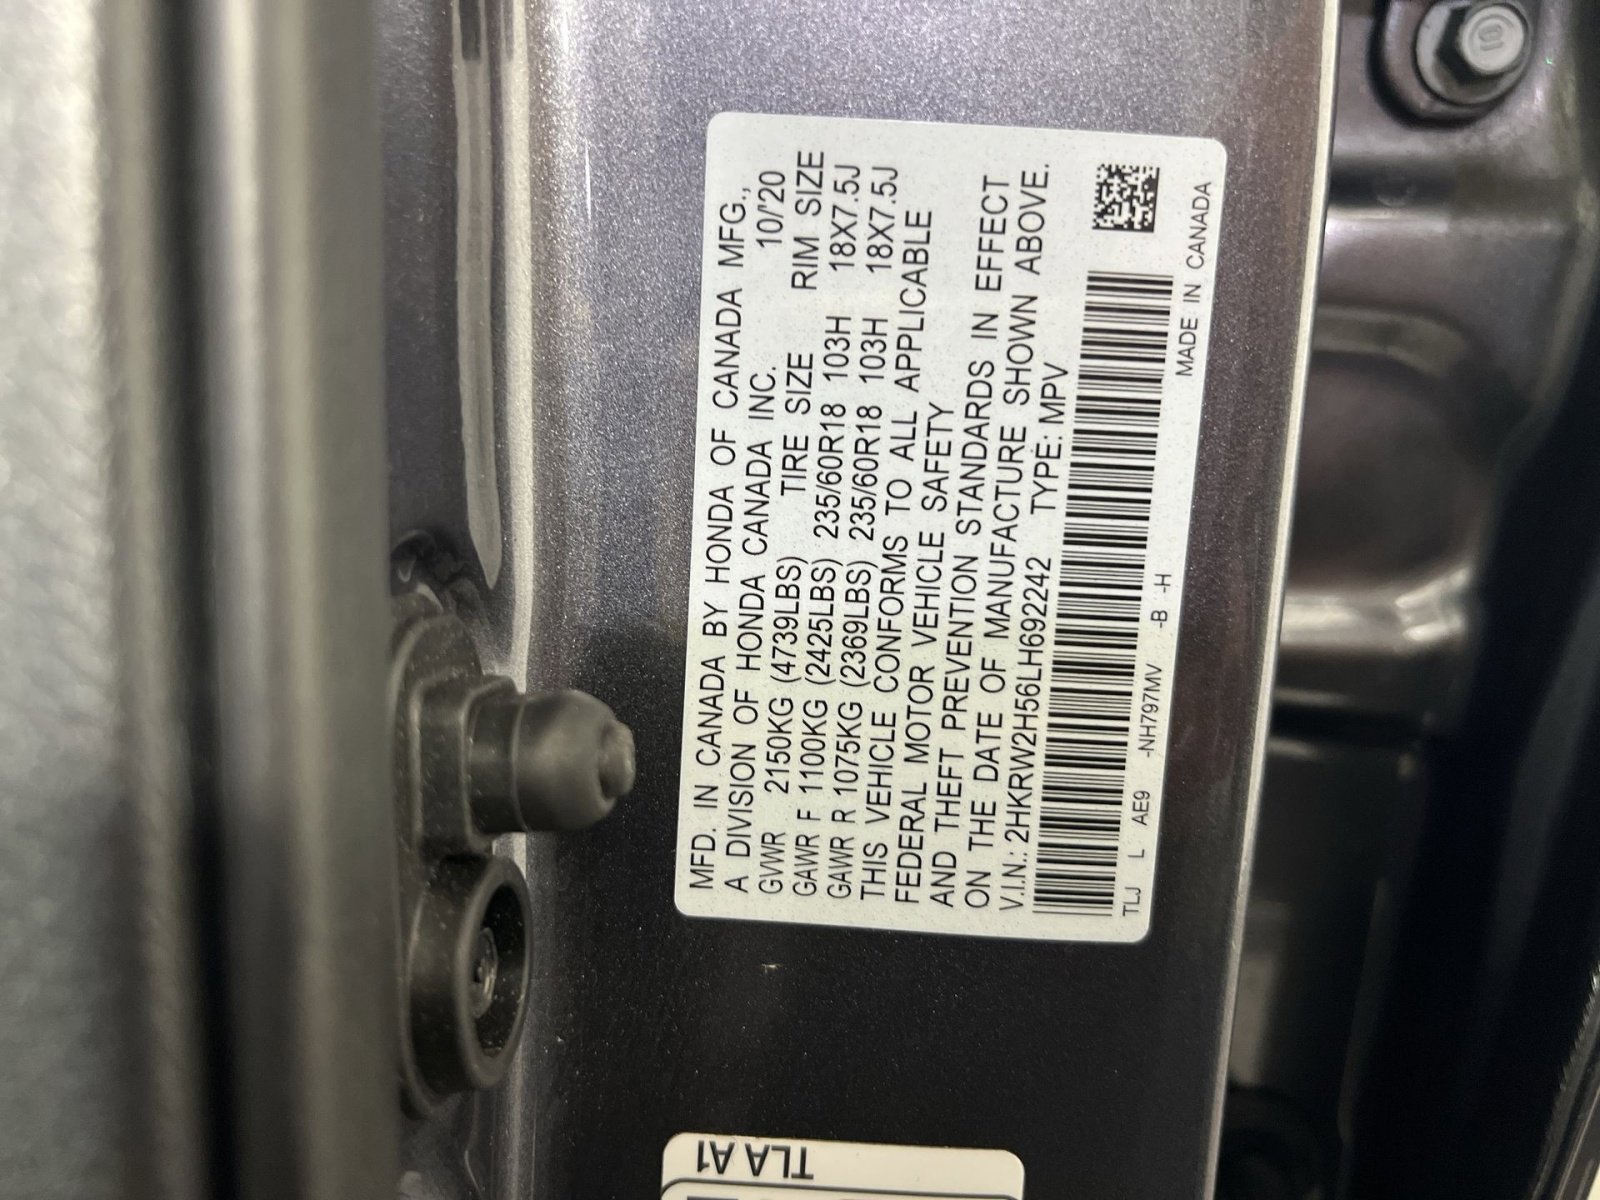 MFD. IN CANADA BY HONDA OF CANADA MFG.,
A DIVISION OF HONDA CANADA INC. 10/'20
GVWR 2150KG (4739LBS) TIRE SIZE RIM SIZE
GAWR F 1100KG (2425LBS) 235/60R18 103H 18X7.5J
GAWR R 1075KG (2369LBS) 235/60R18 103H 18X7.5J
THIS VEHICLE CONFORMS TO ALL APPLICABLE
FEDERAL MOTOR VEHICLE SAFETY
AND THEFT PREVENTION STANDARDS IN EFFECT
ON THE DATE OF MANUFACTURE SHOWN ABOVE.
V.I.N.: 2HKRW2H56LH692242 TYPE: MPV
TLJ L AE9 -NH797MV -B -H
MADE IN CANADA
TLA A1
10